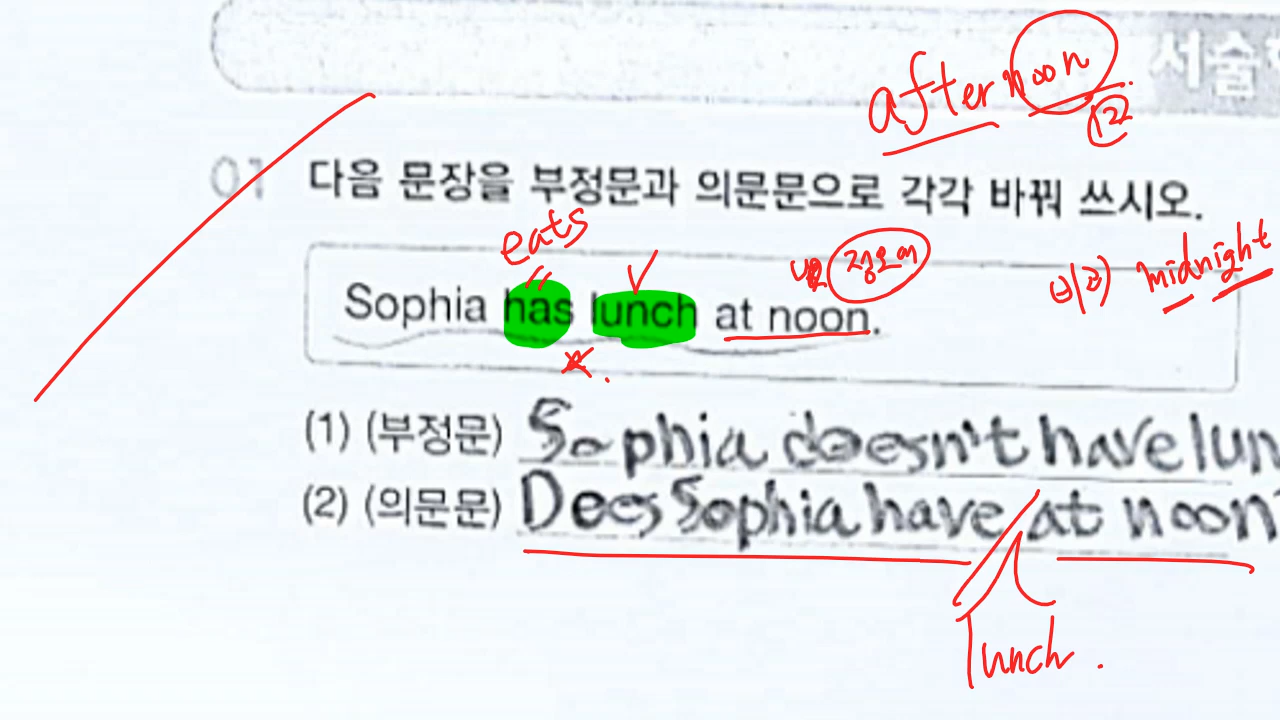 서술
afternoon.
12
01 다음 문장을 부정문과 의문문으로 각각 바꿔 쓰시오.
eats
정오에
비교) midnight
Sophia has lunch at noon.
(1) (부정문) Sophia doesn't have lun
(2) (의문문) Does Sophia have at noon
lunch.